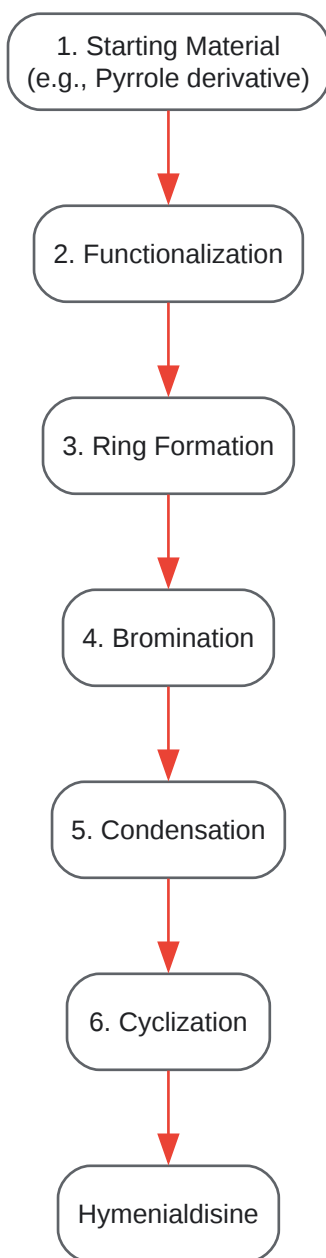 1. Starting Material
(e.g., Pyrrole derivative)
2. Functionalization
3. Ring Formation
4. Bromination
5. Condensation
6. Cyclization
Hymenialdisine